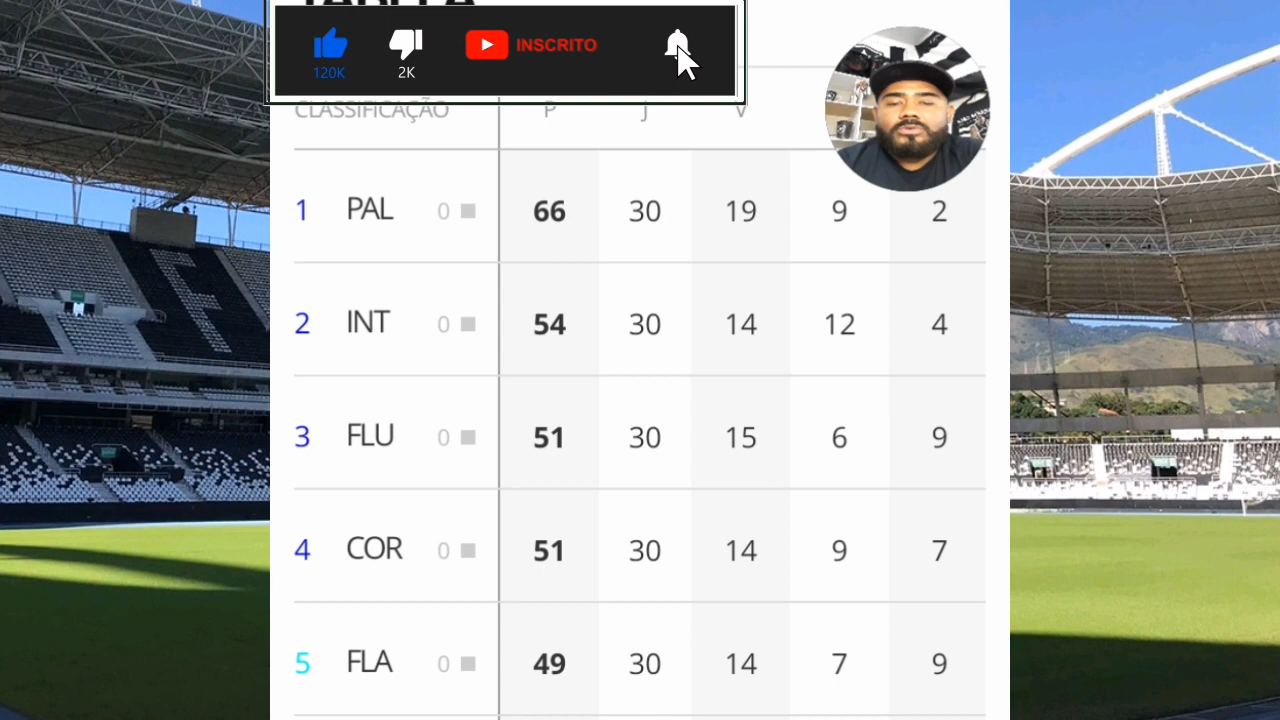 TABELA
120K 2K INSCRITO
CLASSIFICAÇÃO P J V
1 PAL 0 66 30 19 9 2
2 INT 0 54 30 14 12 4
3 FLU 0 51 30 15 6 9
4 COR 0 51 30 14 9 7
5 FLA 0 49 30 14 7 9
F